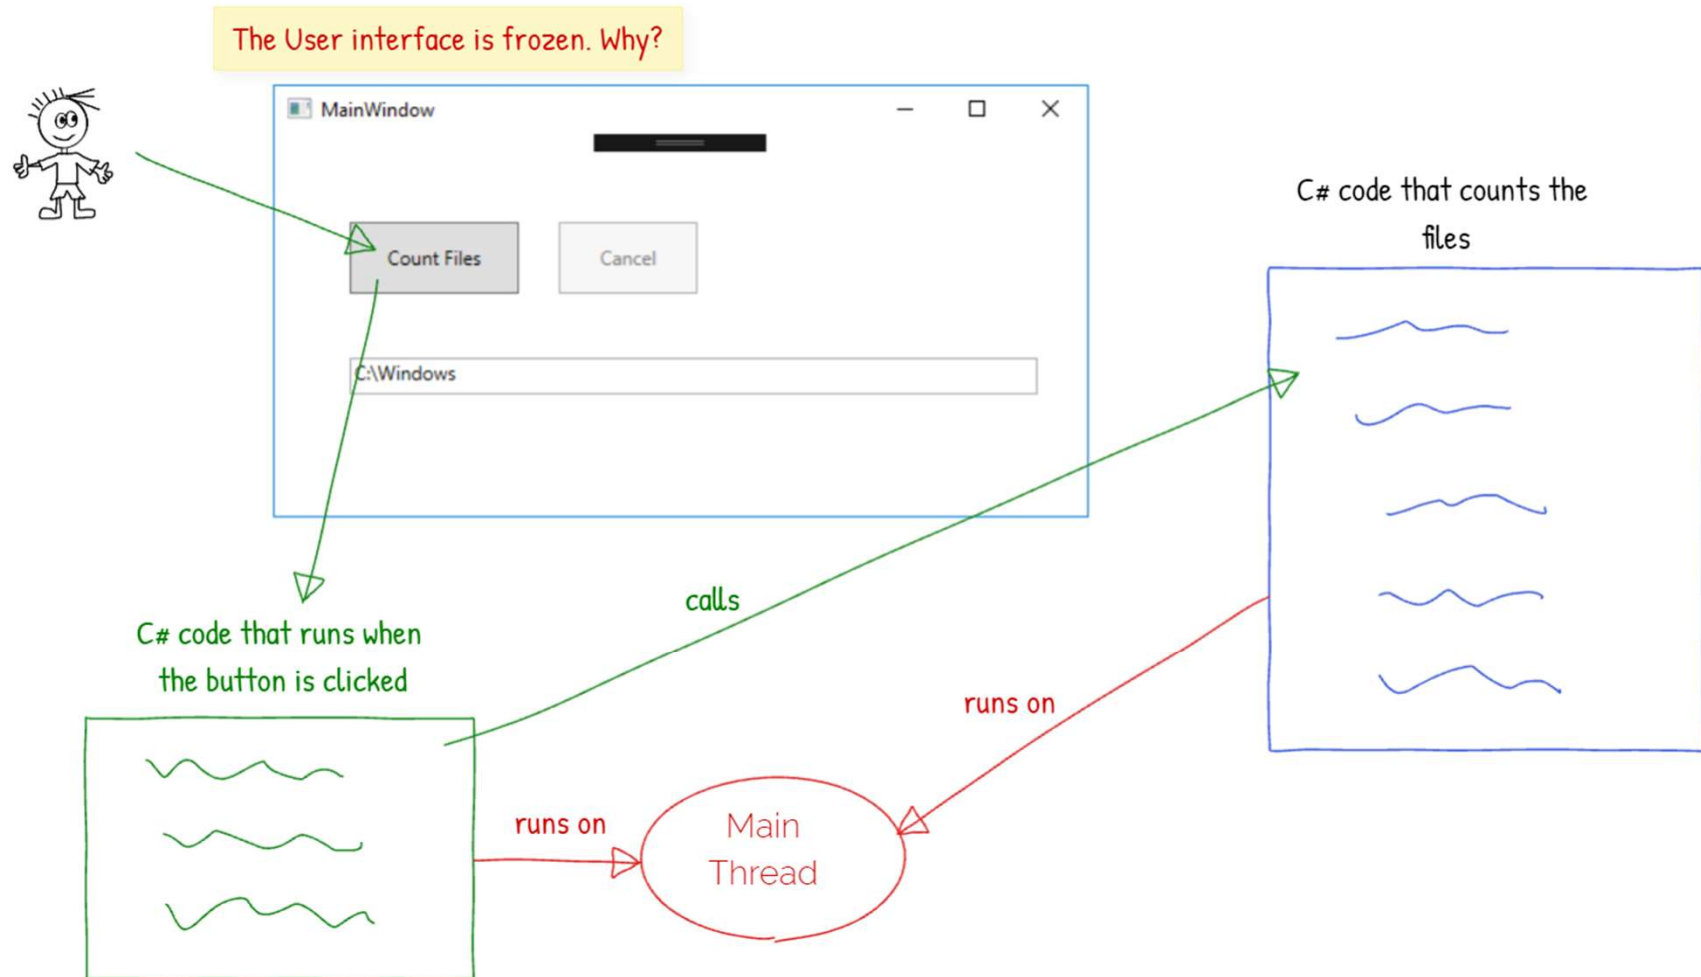 The User interface is frozen. Why?
MainWindow
Count Files
Cancel
C:\Windows
C# code that counts the
files
calls
C# code that runs when
the button is clicked
runs on
runs on
Main
Thread